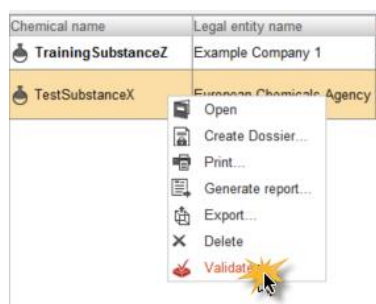 Chemical name Legal entity name
TrainingSubstanceZ Example Company 1
TestSubstanceX European Chemicals Agency
Open
Create Dossier...
Print...
Generate report...
Export...
Delete
Validate